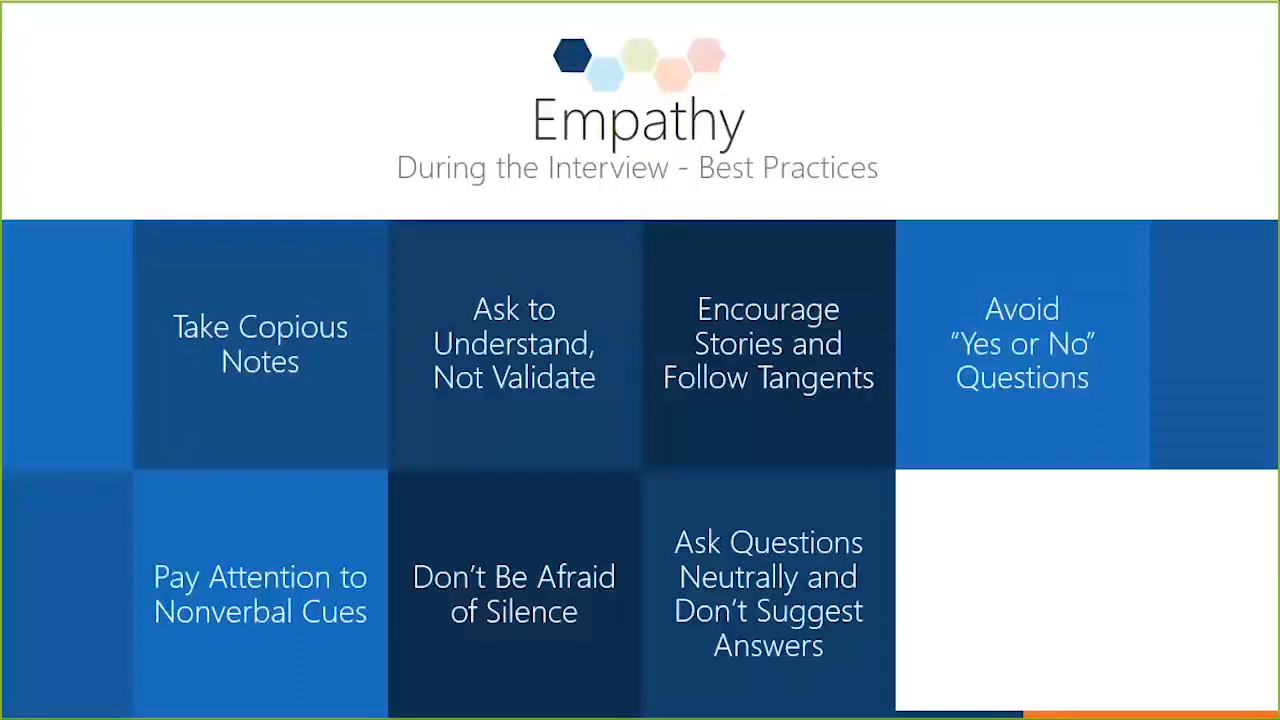 Empathy
During the Interview - Best Practices
Take Copious
Notes
Ask to
Understand,
Not Validate
Encourage
Stories and
Follow Tangents
Avoid
“Yes or No”
Questions
Pay Attention to
Nonverbal Cues
Don’t Be Afraid
of Silence
Ask Questions
Neutrally and
Don’t Suggest
Answers